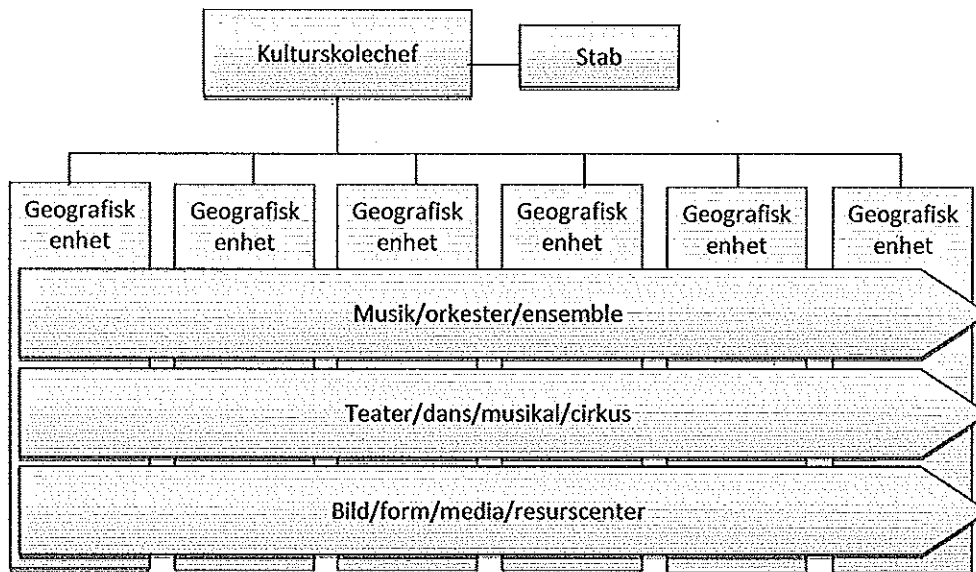 Kulturskolechef
Stab
Geografisk
enhet
Geografisk
enhet
Geografisk
enhet
Geografisk
enhet
Geografisk
enhet
Geografisk
enhet
Musik/orkester/ensemble
Teater/dans/musikal/cirkus
Bild/form/media/resurscenter